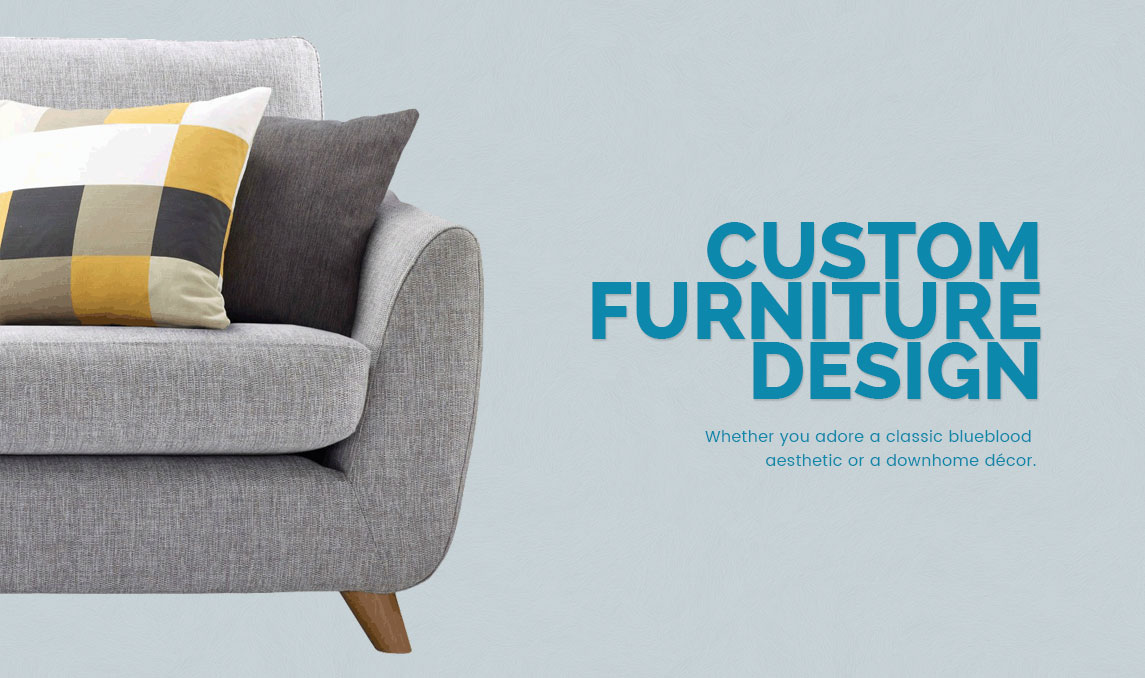 CUSTOM
FURNITURE
DESIGN
Whether you adore a classic blueblood
aesthetic or a downhome décor.